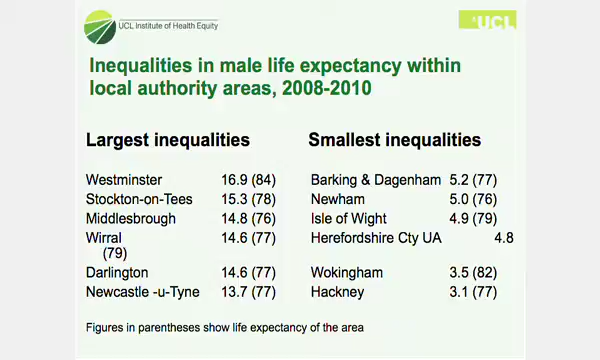 UCL Institute of Health Equity
UCL
Inequalities in male life expectancy within
local authority areas, 2008-2010
Largest inequalities
Westminster 16.9 (84)
Stockton-on-Tees 15.3 (78)
Middlesbrough 14.8 (76)
Wirral 14.6 (77)
(79)
Darlington 14.6 (77)
Newcastle -u-Tyne 13.7 (77)
Smallest inequalities
Barking & Dagenham 5.2 (77)
Newham 5.0 (76)
Isle of Wight 4.9 (79)
Herefordshire Cty UA 4.8
Wokingham 3.5 (82)
Hackney 3.1 (77)
Figures in parentheses show life expectancy of the area